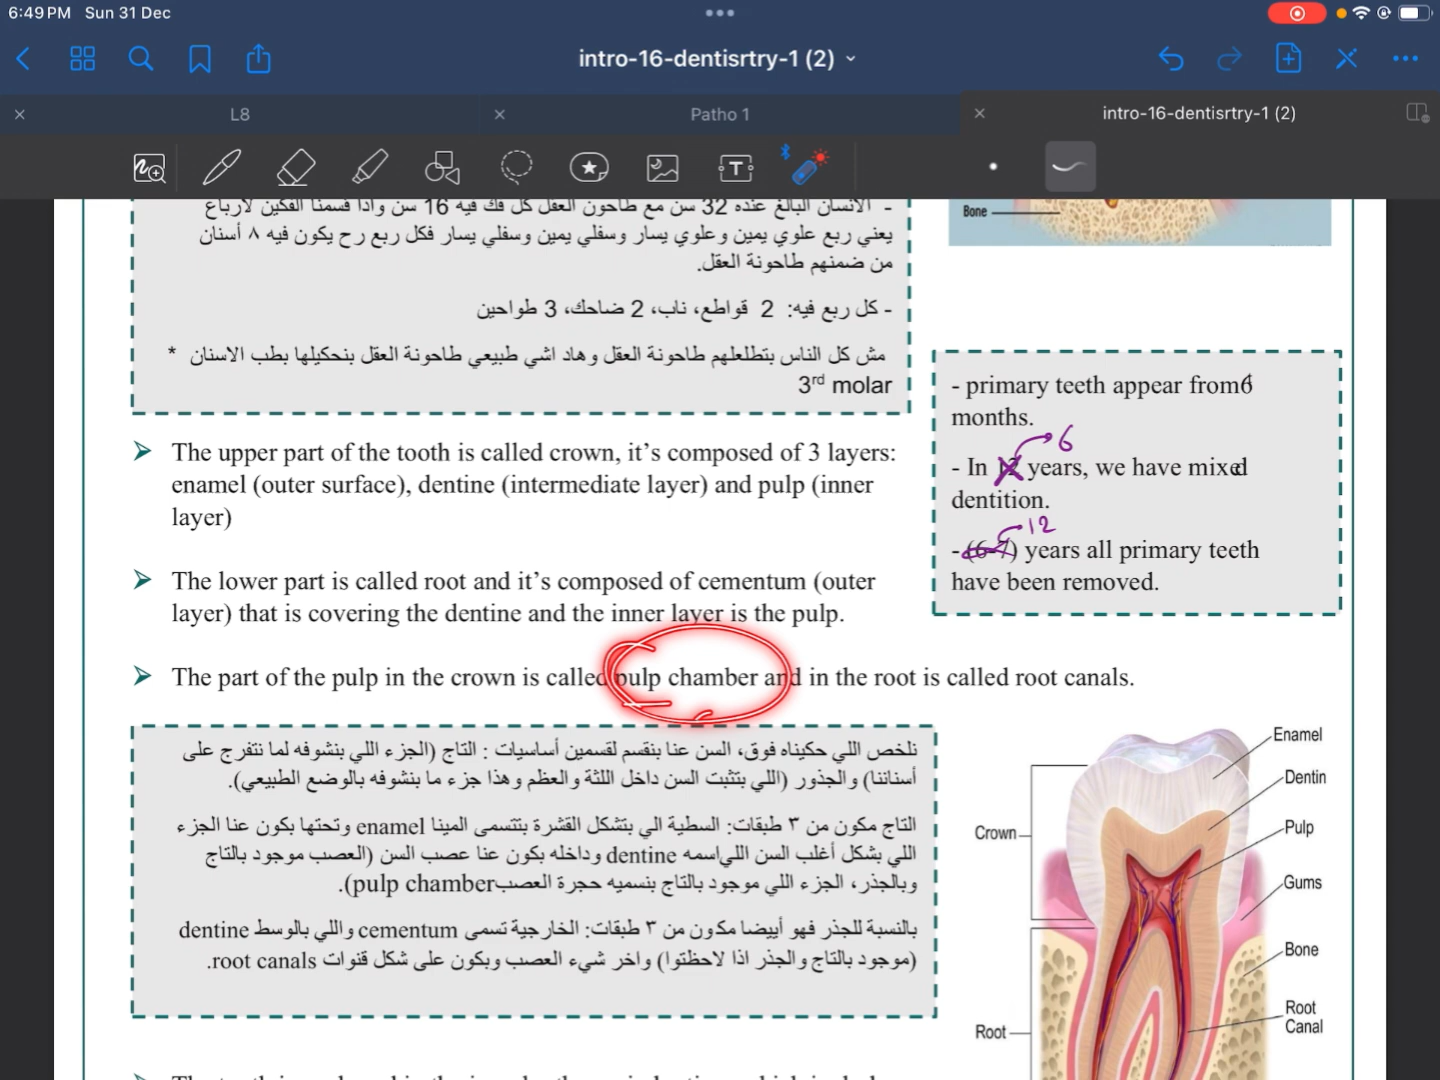 6:49 PM Sun 31 Dec
intro-16-dentisrtry-1 (2)
L8
Patho 1
intro-16-dentisrtry-1 (2)
- الانسان البالغ عنده 32 سن مع طاحون العقل كل فك فيه 16 سن واذا قسمنا الفكين لأرباع
يعني ربع علوي يمين وعلوي يسار وسفلي يمين وسفلي يسار فكل ربع رح يكون فيه ٨ أسنان
من ضمنهم طاحونة العقل.
- كل ربع فيه: 2 قواطع، ناب، 2 ضاحك، 3 طواحين
مش كل الناس بتطلعلهم طاحونة العقل وهاد اشي طبيعي طاحونة العقل بنحكيلها بطب الاسنان *
3rd molar
Bone
- primary teeth appear from 6
months.
6
- In 12 years, we have mixed
dentition.
12
- (6-7) years all primary teeth
have been removed.
➢ The upper part of the tooth is called crown, it's composed of 3 layers:
enamel (outer surface), dentine (intermediate layer) and pulp (inner
layer)
➢ The lower part is called root and it's composed of cementum (outer
layer) that is covering the dentine and the inner layer is the pulp.
➢ The part of the pulp in the crown is called pulp chamber and in the root is called root canals.
نلخص اللي حكيناه فوق، السن عنا بنقسم لقسمين أساسيات : التاج (الجزء اللي بنشوفه لما نتفرج على
أسناننا) والجذور (اللي بتثبت السن داخل اللثة والعظم وهذا جزء ما بنشوفه بالوضع الطبيعي).
التاج مكون من ٣ طبقات: السطية الي بتشكل القشرة بتتسمى المينا enamel وتحتها بكون عنا الجزء
اللي بشكل أغلب السن اللي اسمه dentine وداخله بكون عنا عصب السن (العصب موجود بالتاج
وبالجذر، الجزء اللي موجود بالتاج بنسميه حجرة العصب pulp chamber).
بالنسبة للجذر فهو أييضا مكون من ٣ طبقات: الخارجية تسمى cementum واللي بالوسط dentine
(موجود بالتاج والجذر اذا لاحظتوا) واخر شيء العصب وبكون على شكل قنوات root canals.
Enamel
Dentin
Crown
Pulp
Gums
Bone
Root
Canal
Root